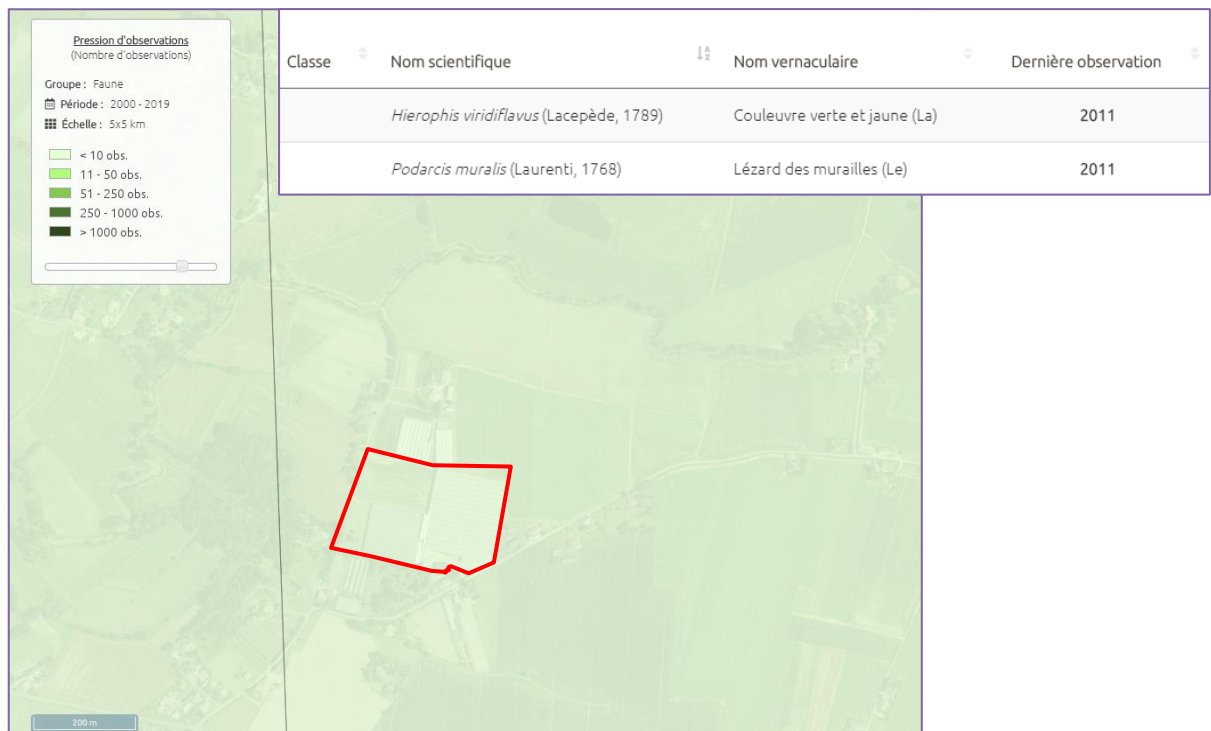 Pression d'observations
(Nombre d'observations)
Groupe : Faune
Période : 2000 - 2019
Échelle : 5x5 km
< 10 obs.
11 - 50 obs.
51 - 250 obs.
250 - 1000 obs.
> 1000 obs.
Classe Nom scientifique Nom vernaculaire Dernière observation
Hierophis viridiflavus (Lacepède, 1789) Couleuvre verte et jaune (La) 2011
Podarcis muralis (Laurenti, 1768) Lézard des murailles (Le) 2011
200 m